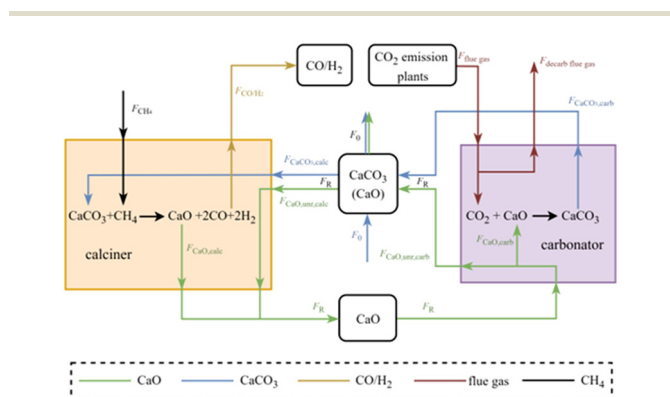 CO/H₂
CO₂ emission
plants
F_flue gas
F_decarb flue gas
F_CO/H₂
F_CH₄
F_CaCO₃,carb
F₀
F_CaCO₃,calc
F_R
CaCO₃
(CaO)
F_R
F_CaO,unr,calc
CaCO₃+CH₄ → CaO +2CO+2H₂
CO₂ + CaO → CaCO₃
F₀
F_CaO,carb
F_CaO,calc
calciner
carbonator
F_CaO,unr,carb
F_R
CaO
F_R
CaO
CaCO₃
CO/H₂
flue gas
CH₄